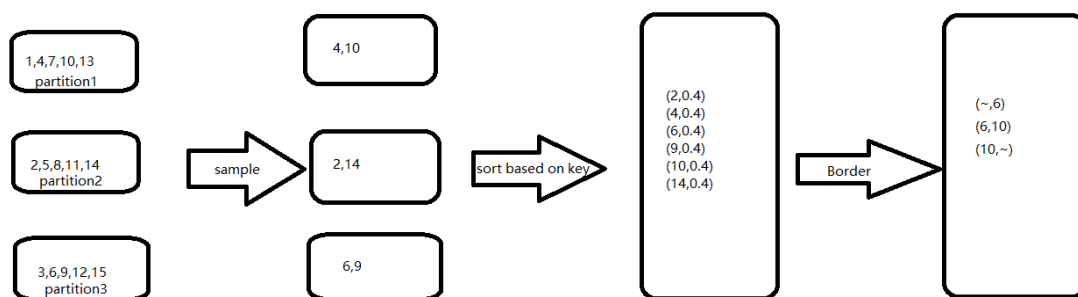 1,4,7,10,13
partition1
2,5,8,11,14
partition2
3,6,9,12,15
partition3
sample
4,10
2,14
6,9
sort based on key
(2,0.4)
(4,0.4)
(6,0.4)
(9,0.4)
(10,0.4)
(14,0.4)
Border
(~,6)
(6,10)
(10,~)